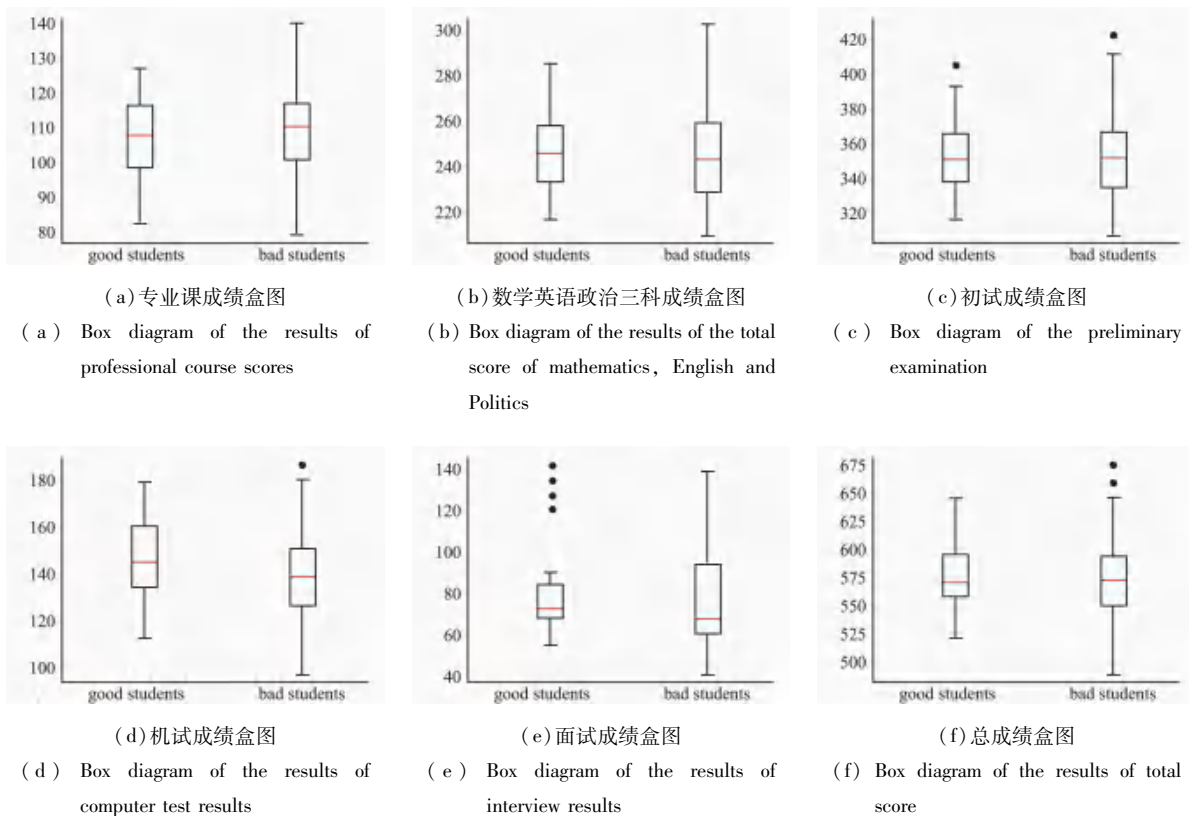 140
130
120
110
100
90
80
good students bad students
(a)专业课成绩盒图
(a) Box diagram of the results of
professional course scores
300
280
260
240
220
good students bad students
(b)数学英语政治三科成绩盒图
(b) Box diagram of the results of the total
score of mathematics, English and
Politics
420
400
380
360
340
320
good students bad students
(c)初试成绩盒图
(c) Box diagram of the preliminary
examination
180
160
140
120
100
good students bad students
(d)机试成绩盒图
(d) Box diagram of the results of
computer test results
140
120
100
80
60
40
good students bad students
(e)面试成绩盒图
(e) Box diagram of the results of
interview results
675
650
625
600
575
550
525
500
good students bad students
(f)总成绩盒图
(f) Box diagram of the results of total
score